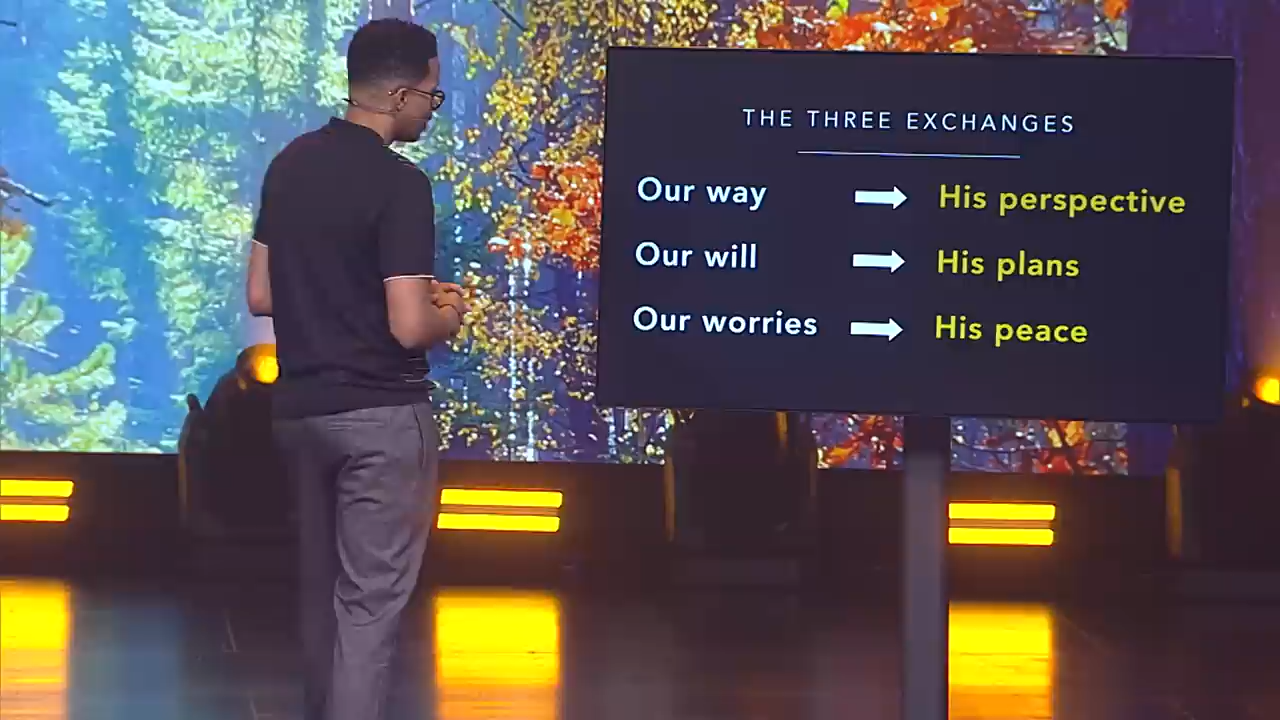 THE THREE EXCHANGES
Our way ➡ His perspective
Our will ➡ His plans
Our worries ➡ His peace